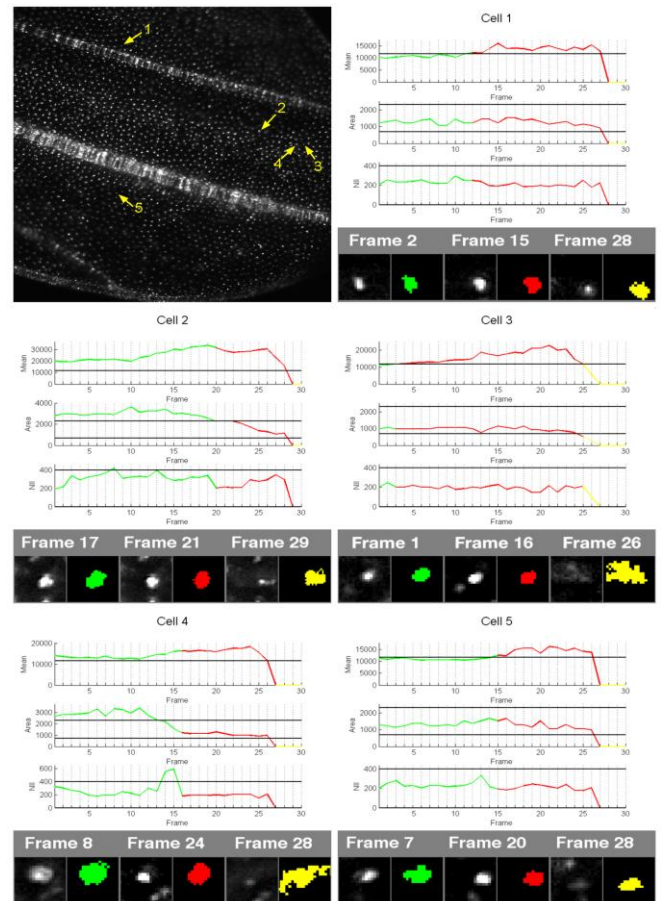 1
2
4 3
5
Cell 1
Mean
15000
10000
5000
0
5 10 15 20 25 30
Frame
Area
2000
1000
0
5 10 15 20 25 30
Frame
NII
400
200
0
5 10 15 20 25 30
Frame
Frame 2 Frame 15 Frame 28
Cell 2
Mean
30000
20000
10000
0
5 10 15 20 25 30
Frame
Area
4000
2000
0
5 10 15 20 25 30
Frame
NII
400
200
0
5 10 15 20 25 30
Frame
Frame 17 Frame 21 Frame 29
Cell 3
Mean
20000
10000
0
5 10 15 20 25 30
Frame
Area
2000
1000
0
5 10 15 20 25 30
Frame
NII
400
200
0
5 10 15 20 25 30
Frame
Frame 1 Frame 16 Frame 26
Cell 4
Mean
20000
10000
0
5 10 15 20 25 30
Frame
Area
3000
2000
1000
0
5 10 15 20 25 30
Frame
NII
600
400
200
0
5 10 15 20 25 30
Frame
Frame 8 Frame 24 Frame 28
Cell 5
Mean
15000
10000
5000
0
5 10 15 20 25 30
Frame
Area
2000
1000
0
5 10 15 20 25 30
Frame
NII
400
200
0
5 10 15 20 25 30
Frame
Frame 7 Frame 20 Frame 28